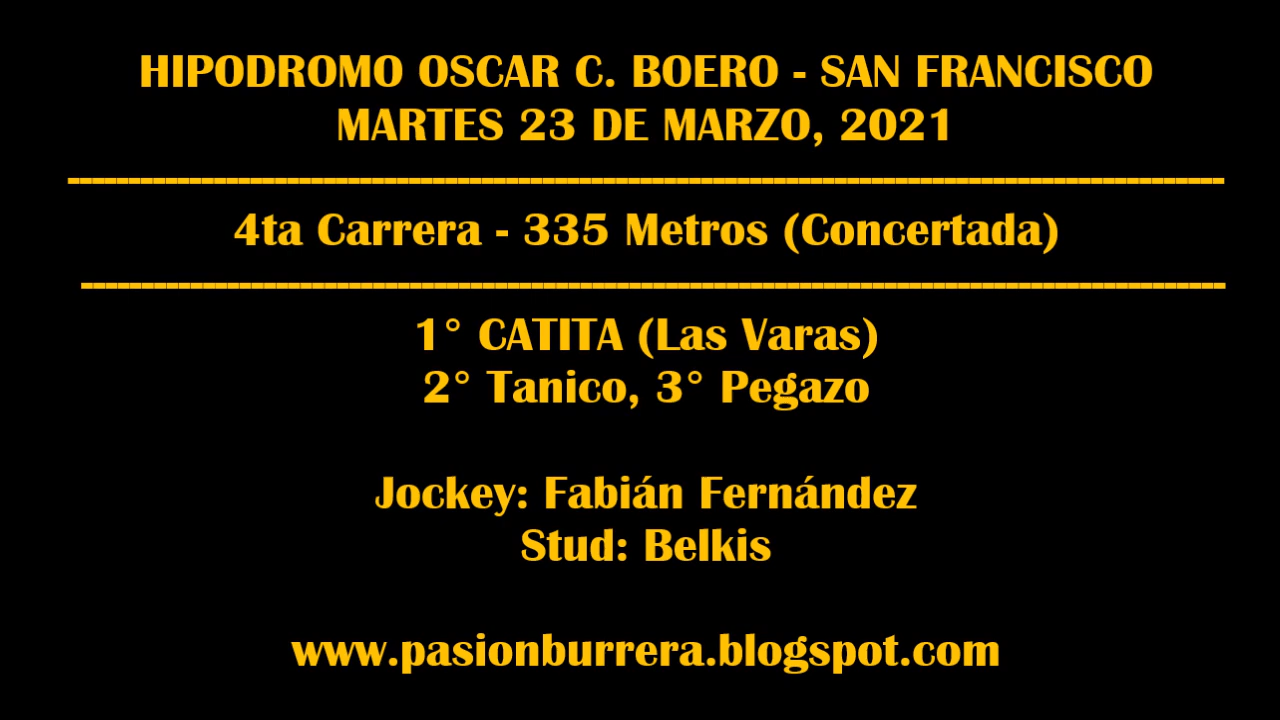 HIPODROMO OSCAR C. BOERO - SAN FRANCISCO
MARTES 23 DE MARZO, 2021
4ta Carrera - 335 Metros (Concertada)
1° CATITA (Las Varas)
2° Tanico, 3° Pegazo
Jockey: Fabián Fernández
Stud: Belkis
www.pasionburrera.blogspot.com